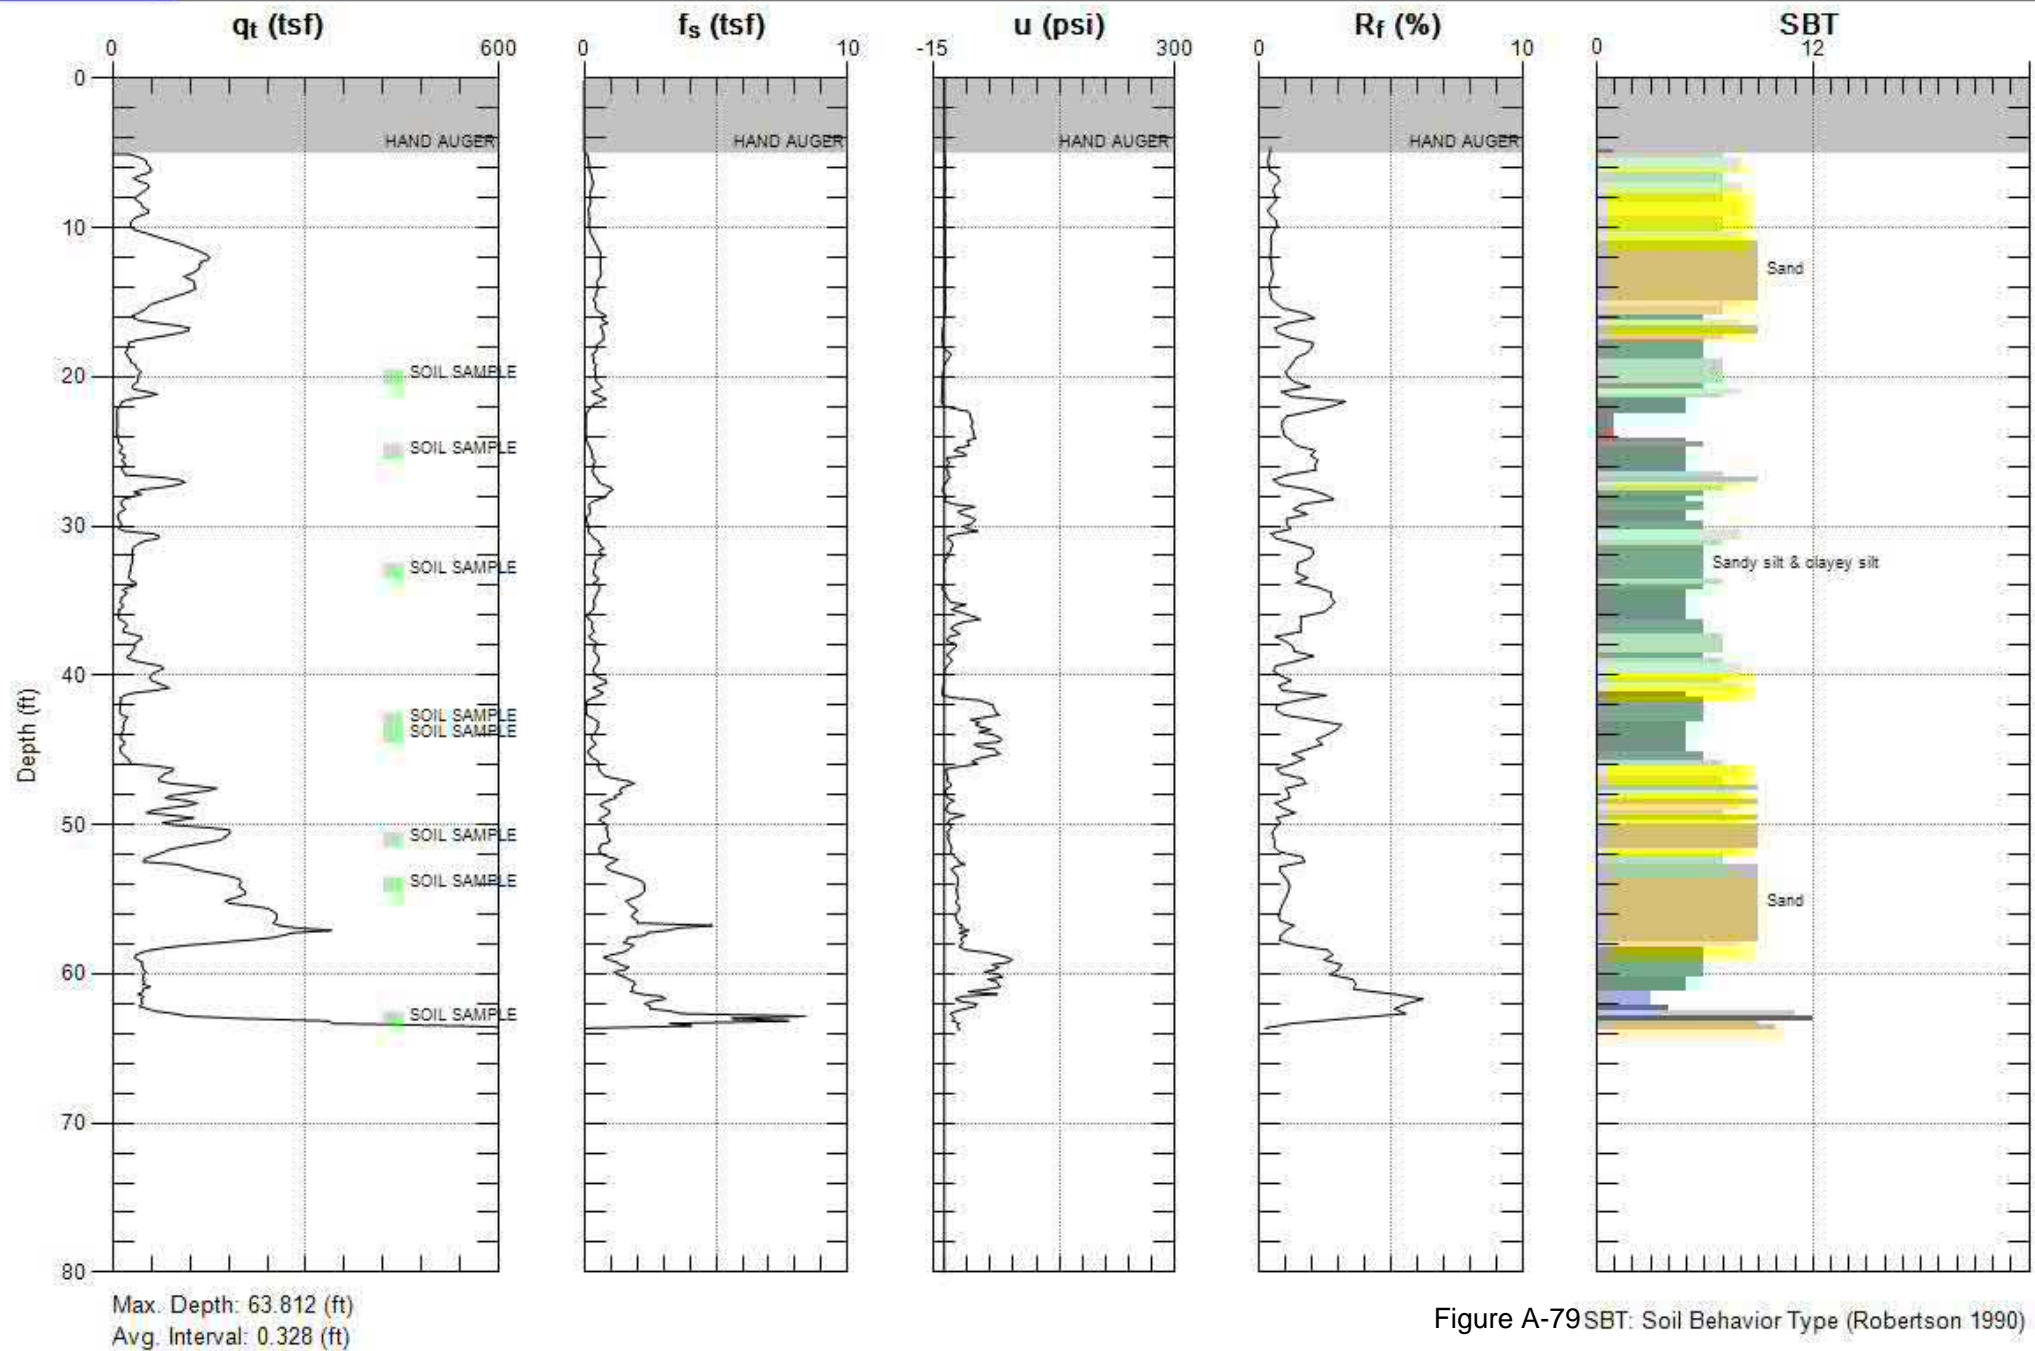 qt (tsf) fs (tsf) u (psi) Rf (%) SBT
0 600 0 10 -15 300 0 10 0 12
0
HAND AUGER HAND AUGER HAND AUGER HAND AUGER
10
Sand
20
SOIL SAMPLE
SOIL SAMPLE
30
Sandy silt & clayey silt
SOIL SAMPLE
40
SOIL SAMPLE
SOIL SAMPLE
Depth (ft)
50
SOIL SAMPLE
SOIL SAMPLE
Sand
60
SOIL SAMPLE
70
80
Max. Depth: 63.812 (ft)
Avg. Interval: 0.328 (ft)
Figure A-79 SBT: Soil Behavior Type (Robertson 1990)